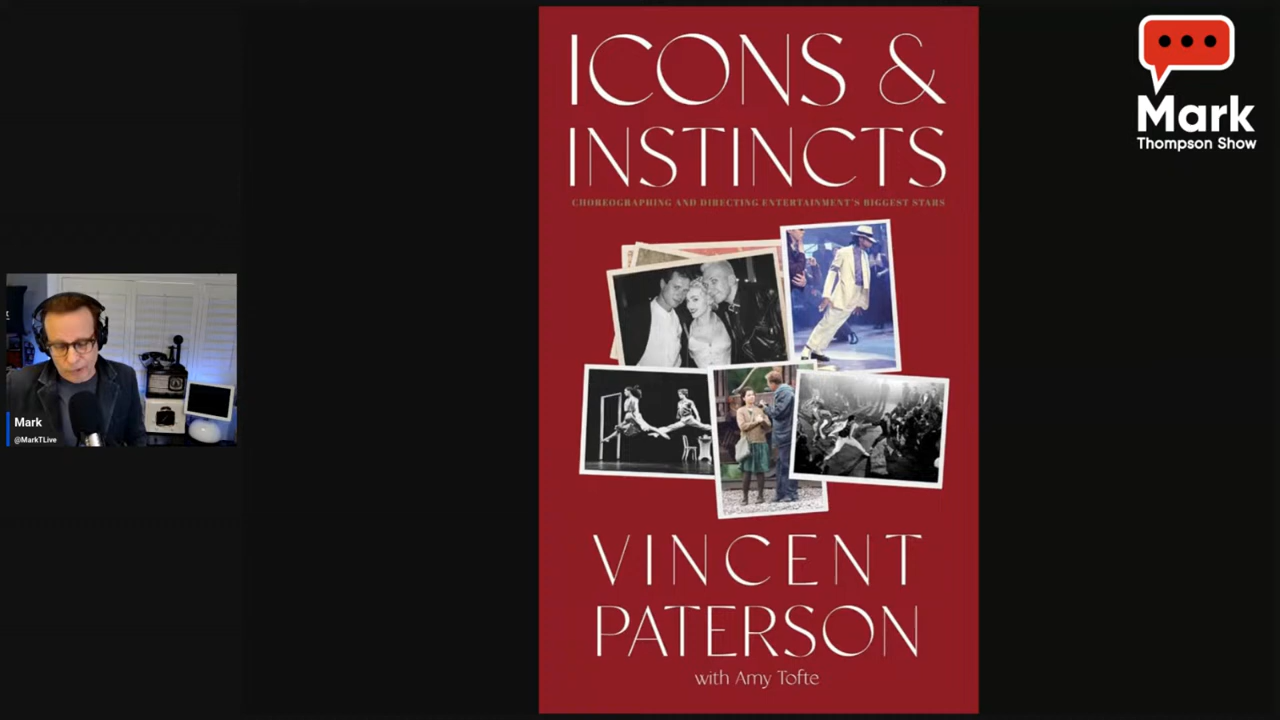 ICONS &
INSTINCTS
CHOREOGRAPHING AND DIRECTING ENTERTAINMENT'S BIGGEST STARS
VINCENT
PATERSON
with Amy Tofte
Mark
Thompson Show
Mark
@MarkTLive